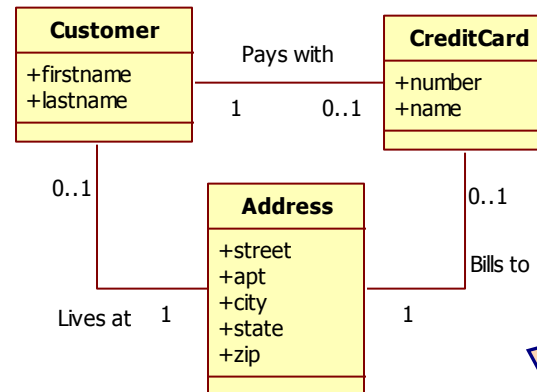 Customer
+firstname
+lastname
Pays with
1
0..1
CreditCard
+number
+name
0..1
Lives at
1
Address
+street
+apt
+city
+state
+zip
0..1
Bills to
1